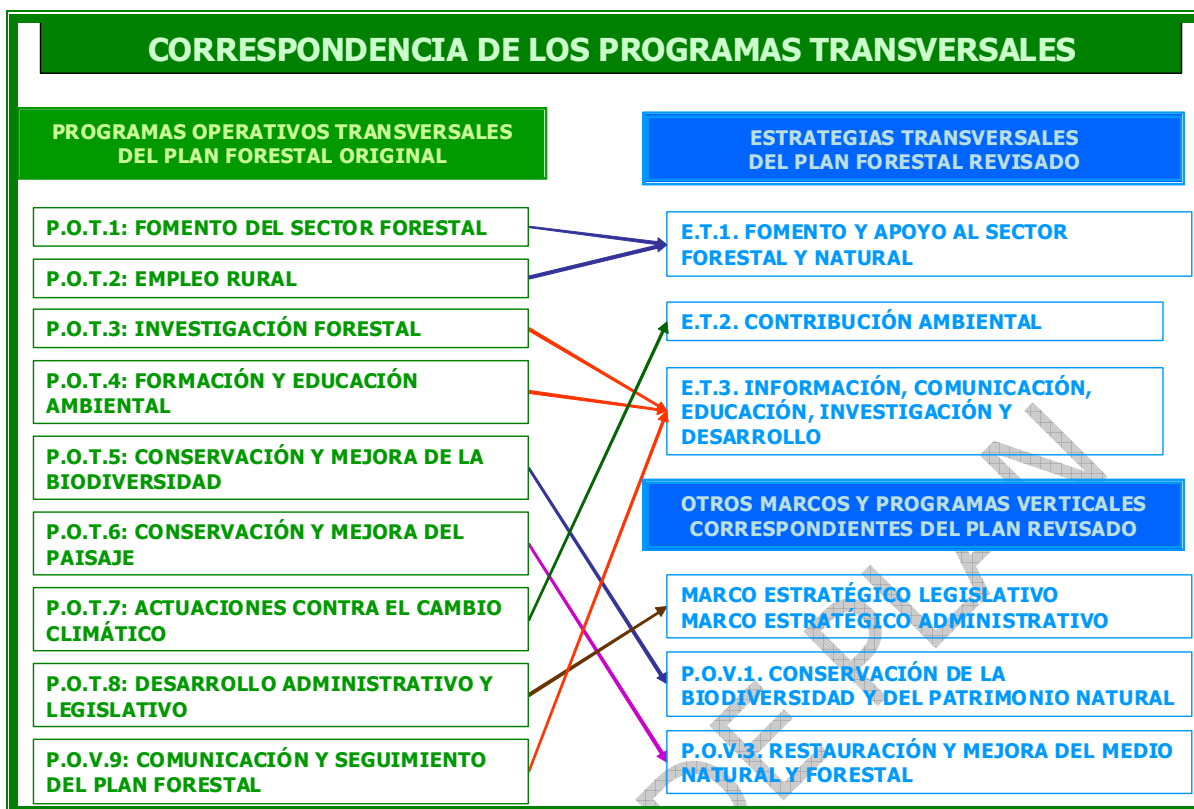 CORRESPONDENCIA DE LOS PROGRAMAS TRANSVERSALES
PROGRAMAS OPERATIVOS TRANSVERSALES
DEL PLAN FORESTAL ORIGINAL
P.O.T.1: FOMENTO DEL SECTOR FORESTAL
P.O.T.2: EMPLEO RURAL
P.O.T.3: INVESTIGACIÓN FORESTAL
P.O.T.4: FORMACIÓN Y EDUCACIÓN
AMBIENTAL
P.O.T.5: CONSERVACIÓN Y MEJORA DE LA
BIODIVERSIDAD
P.O.T.6: CONSERVACIÓN Y MEJORA DEL
PAISAJE
P.O.T.7: ACTUACIONES CONTRA EL CAMBIO
CLIMÁTICO
P.O.T.8: DESARROLLO ADMINISTRATIVO Y
LEGISLATIVO
P.O.V.9: COMUNICACIÓN Y SEGUIMIENTO
DEL PLAN FORESTAL
ESTRATEGIAS TRANSVERSALES
DEL PLAN FORESTAL REVISADO
E.T.1. FOMENTO Y APOYO AL SECTOR
FORESTAL Y NATURAL
E.T.2. CONTRIBUCIÓN AMBIENTAL
E.T.3. INFORMACIÓN, COMUNICACIÓN,
EDUCACIÓN, INVESTIGACIÓN Y
DESARROLLO
OTROS MARCOS Y PROGRAMAS VERTICALES
CORRESPONDIENTES DEL PLAN REVISADO
MARCO ESTRATÉGICO LEGISLATIVO
MARCO ESTRATÉGICO ADMINISTRATIVO
P.O.V.1. CONSERVACIÓN DE LA
BIODIVERSIDAD Y DEL PATRIMONIO NATURAL
P.O.V.3. RESTAURACIÓN Y MEJORA DEL MEDIO
NATURAL Y FORESTAL
DE PLAN